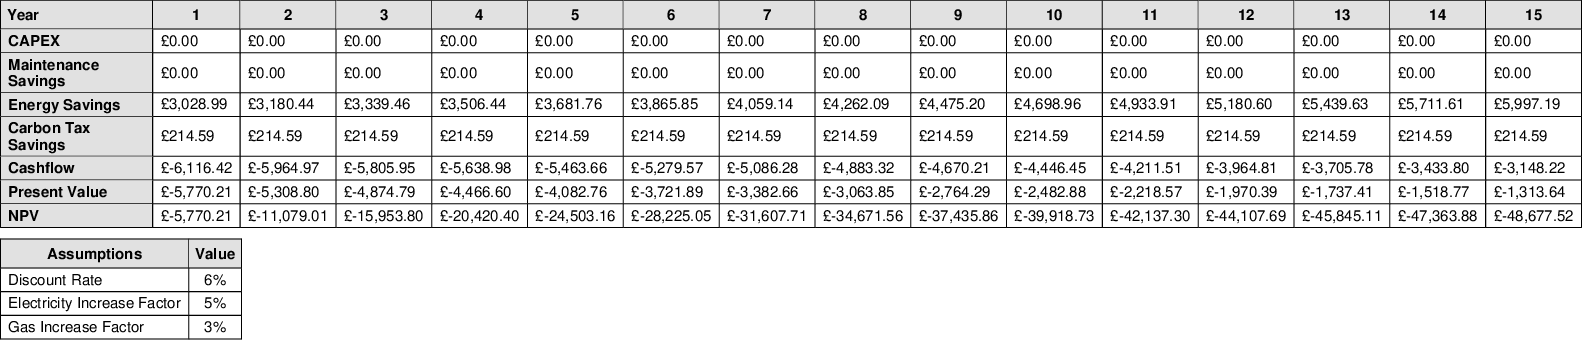 Year 1 2 3 4 5 6 7 8 9 10 11 12 13 14 15
CAPEX £0.00 £0.00 £0.00 £0.00 £0.00 £0.00 £0.00 £0.00 £0.00 £0.00 £0.00 £0.00 £0.00 £0.00 £0.00
Maintenance
Savings £0.00 £0.00 £0.00 £0.00 £0.00 £0.00 £0.00 £0.00 £0.00 £0.00 £0.00 £0.00 £0.00 £0.00 £0.00
Energy Savings £3,028.99 £3,180.44 £3,339.46 £3,506.44 £3,681.76 £3,865.85 £4,059.14 £4,262.09 £4,475.20 £4,698.96 £4,933.91 £5,180.60 £5,439.63 £5,711.61 £5,997.19
Carbon Tax
Savings £214.59 £214.59 £214.59 £214.59 £214.59 £214.59 £214.59 £214.59 £214.59 £214.59 £214.59 £214.59 £214.59 £214.59 £214.59
Cashflow £-6,116.42 £-5,964.97 £-5,805.95 £-5,638.98 £-5,463.66 £-5,279.57 £-5,086.28 £-4,883.32 £-4,670.21 £-4,446.45 £-4,211.51 £-3,964.81 £-3,705.78 £-3,433.80 £-3,148.22
Present Value £-5,770.21 £-5,308.80 £-4,874.79 £-4,466.60 £-4,082.76 £-3,721.89 £-3,382.66 £-3,063.85 £-2,764.29 £-2,482.88 £-2,218.57 £-1,970.39 £-1,737.41 £-1,518.77 £-1,313.64
NPV £-5,770.21 £-11,079.01 £-15,953.80 £-20,420.40 £-24,503.16 £-28,225.05 £-31,607.71 £-34,671.56 £-37,435.86 £-39,918.73 £-42,137.30 £-44,107.69 £-45,845.11 £-47,363.88 £-48,677.52
Assumptions Value
Discount Rate 6%
Electricity Increase Factor 5%
Gas Increase Factor 3%